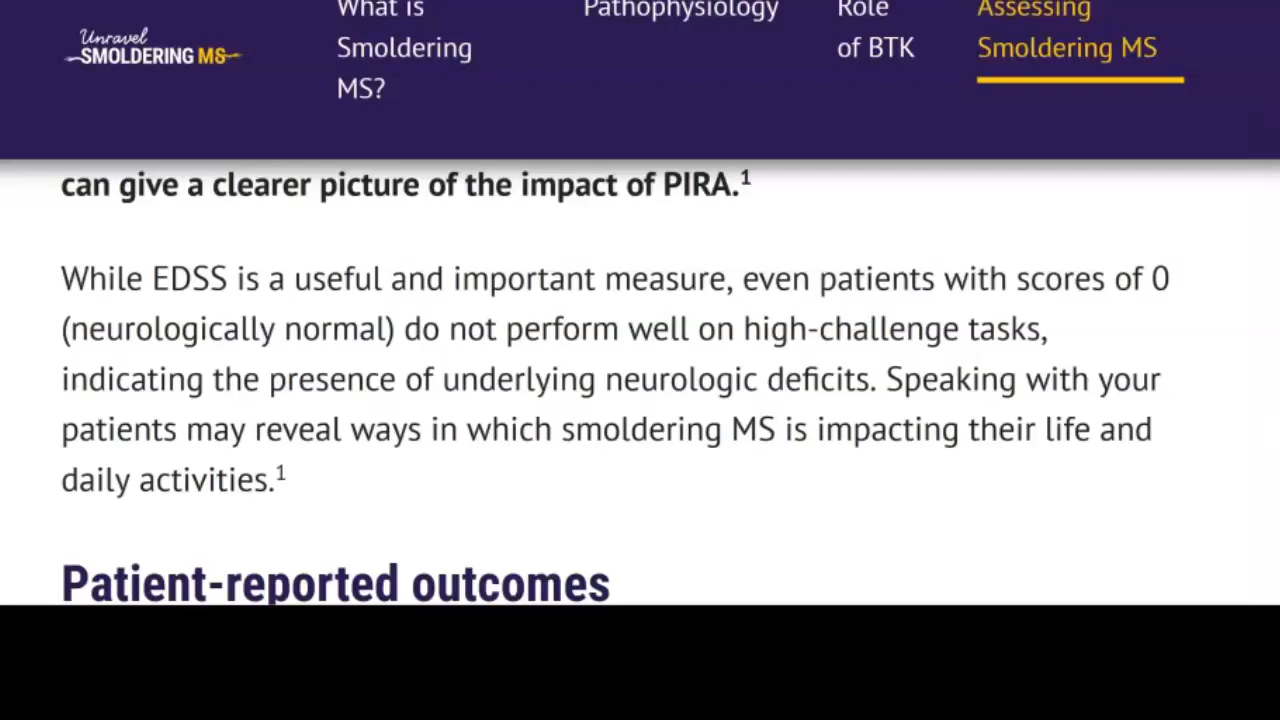 What is
Smoldering
MS?
Pathophysiology
Role
of BTK
Assessing
Smoldering MS
Unravel
SMOLDERING MS
can give a clearer picture of the impact of PIRA.¹
While EDSS is a useful and important measure, even patients with scores of 0
(neurologically normal) do not perform well on high-challenge tasks,
indicating the presence of underlying neurologic deficits. Speaking with your
patients may reveal ways in which smoldering MS is impacting their life and
daily activities.¹
Patient-reported outcomes